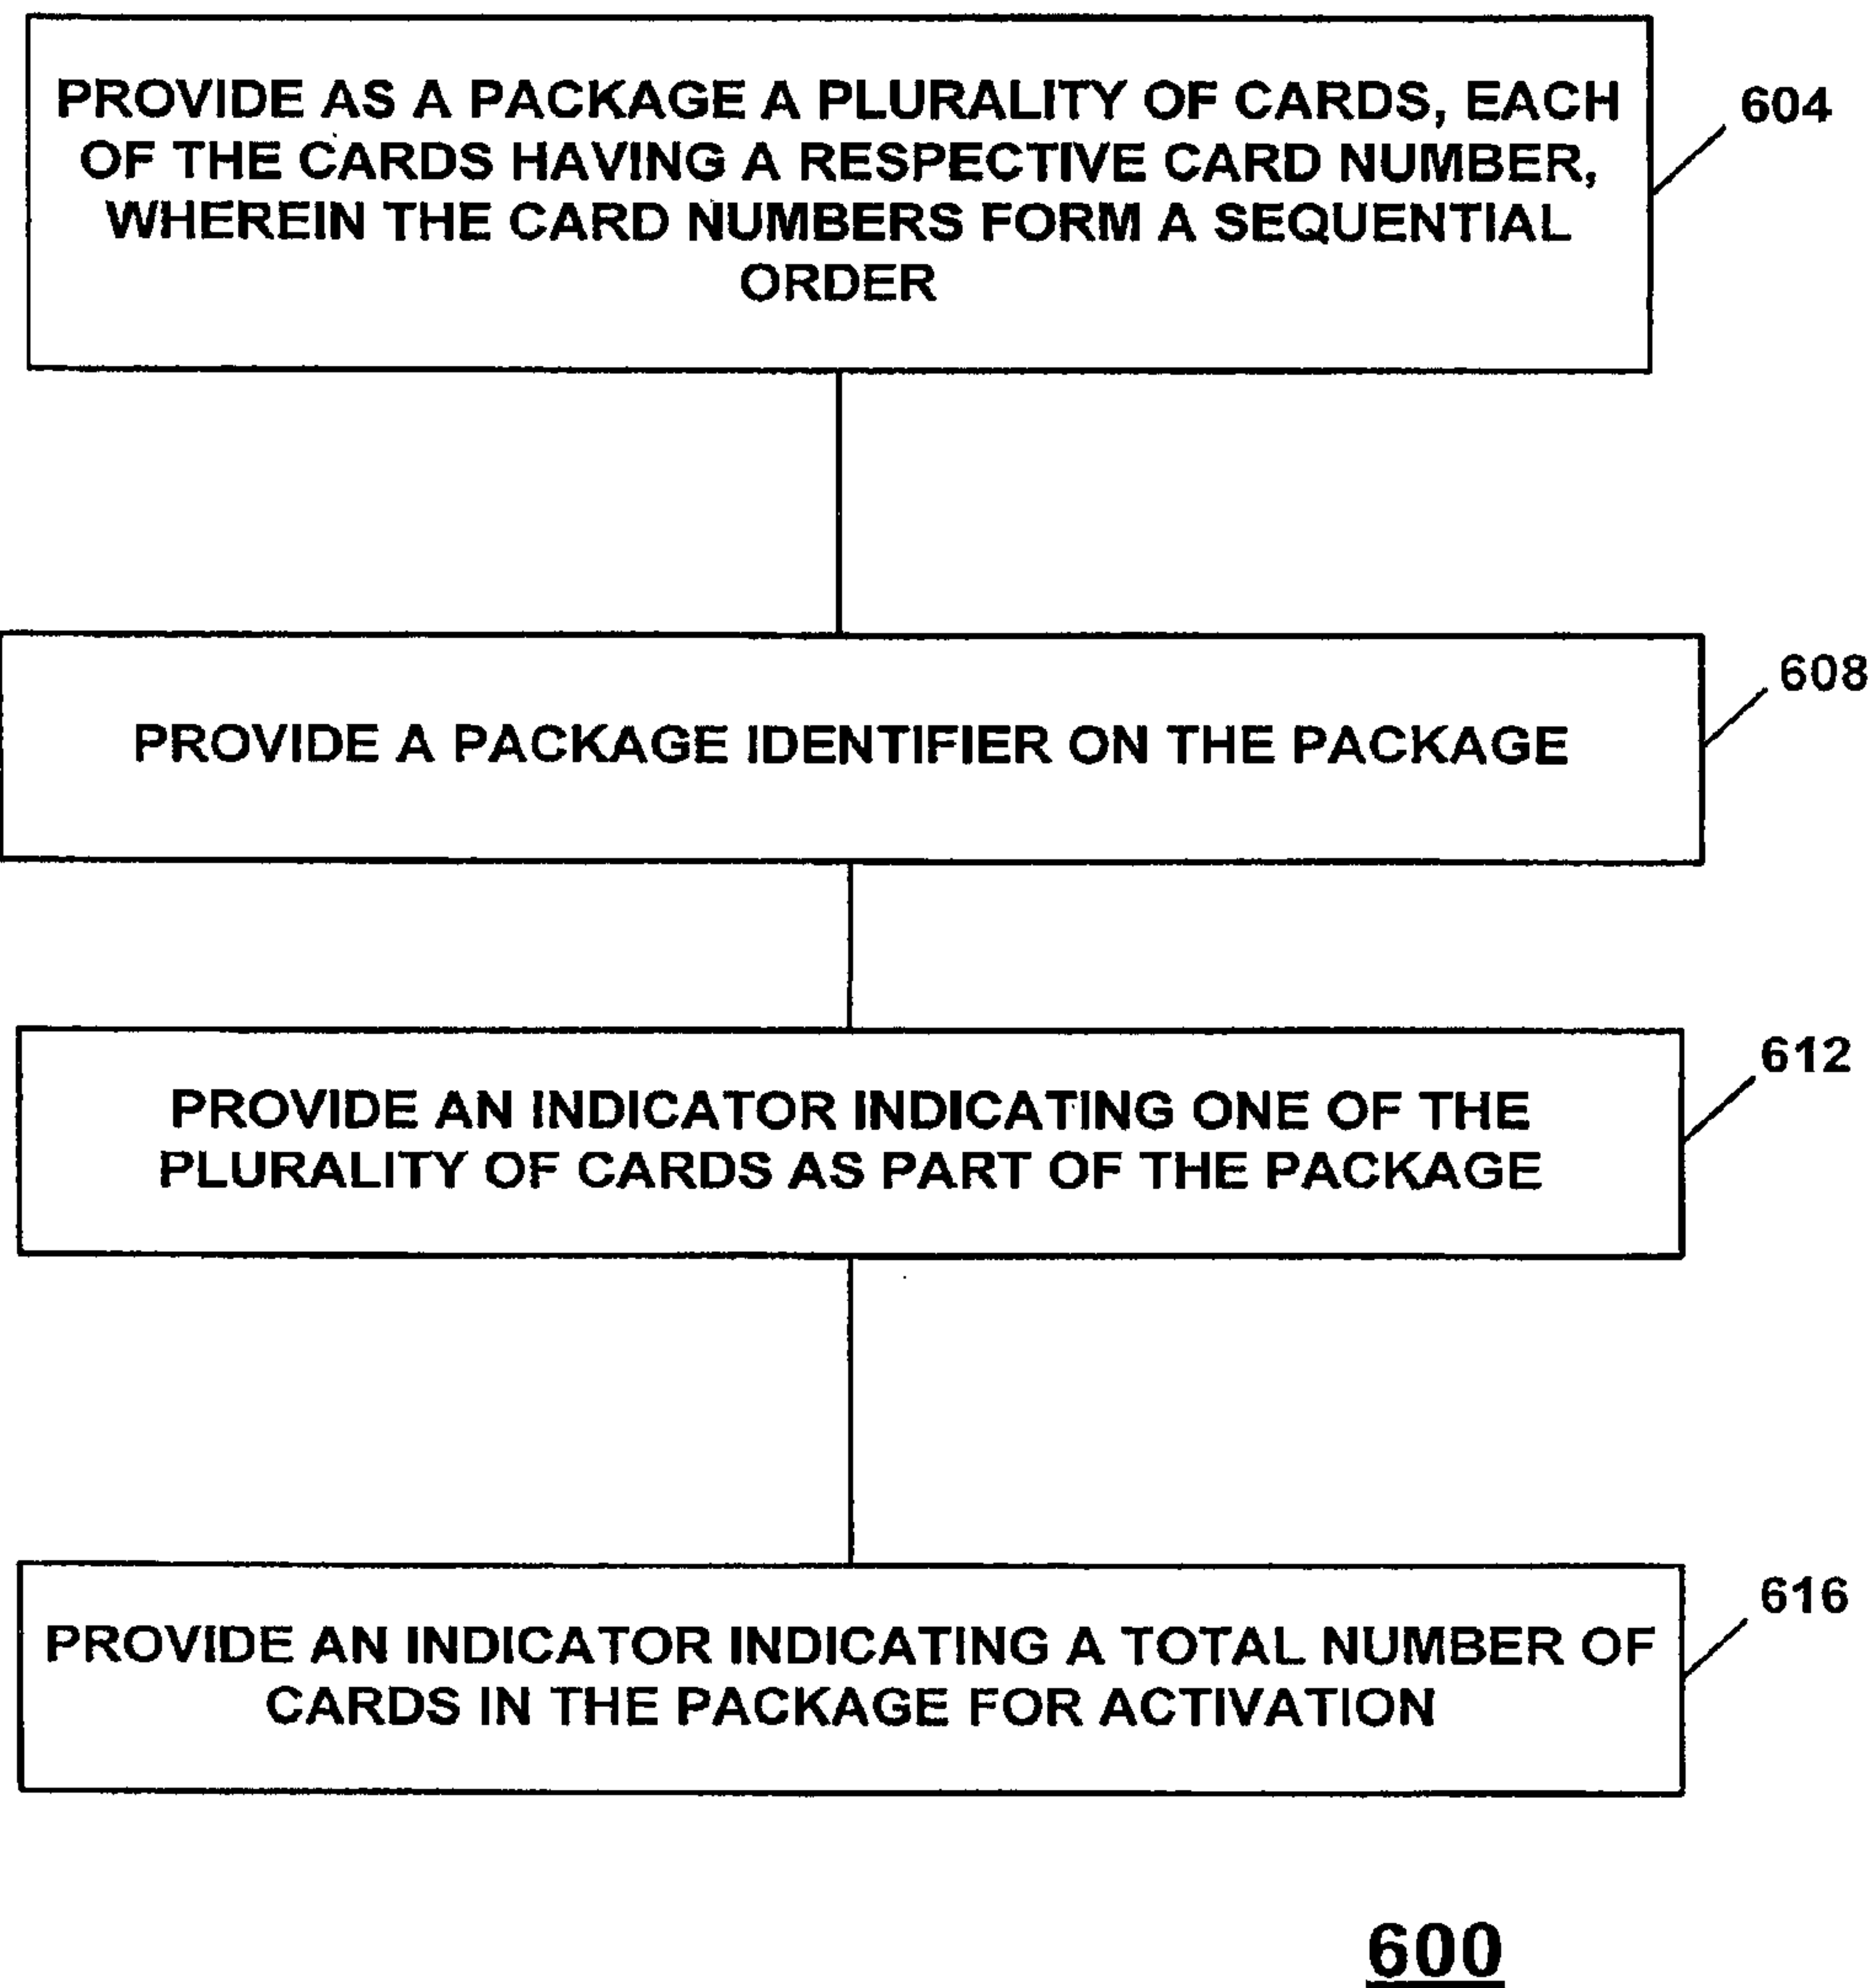 PROVIDE AS A PACKAGE A PLURALITY OF CARDS, EACH
OF THE CARDS HAVING A RESPECTIVE CARD NUMBER,
WHEREIN THE CARD NUMBERS FORM A SEQUENTIAL
ORDER
604
PROVIDE A PACKAGE IDENTIFIER ON THE PACKAGE
608
PROVIDE AN INDICATOR INDICATING ONE OF THE
PLURALITY OF CARDS AS PART OF THE PACKAGE
612
PROVIDE AN INDICATOR INDICATING A TOTAL NUMBER OF
CARDS IN THE PACKAGE FOR ACTIVATION
616
600